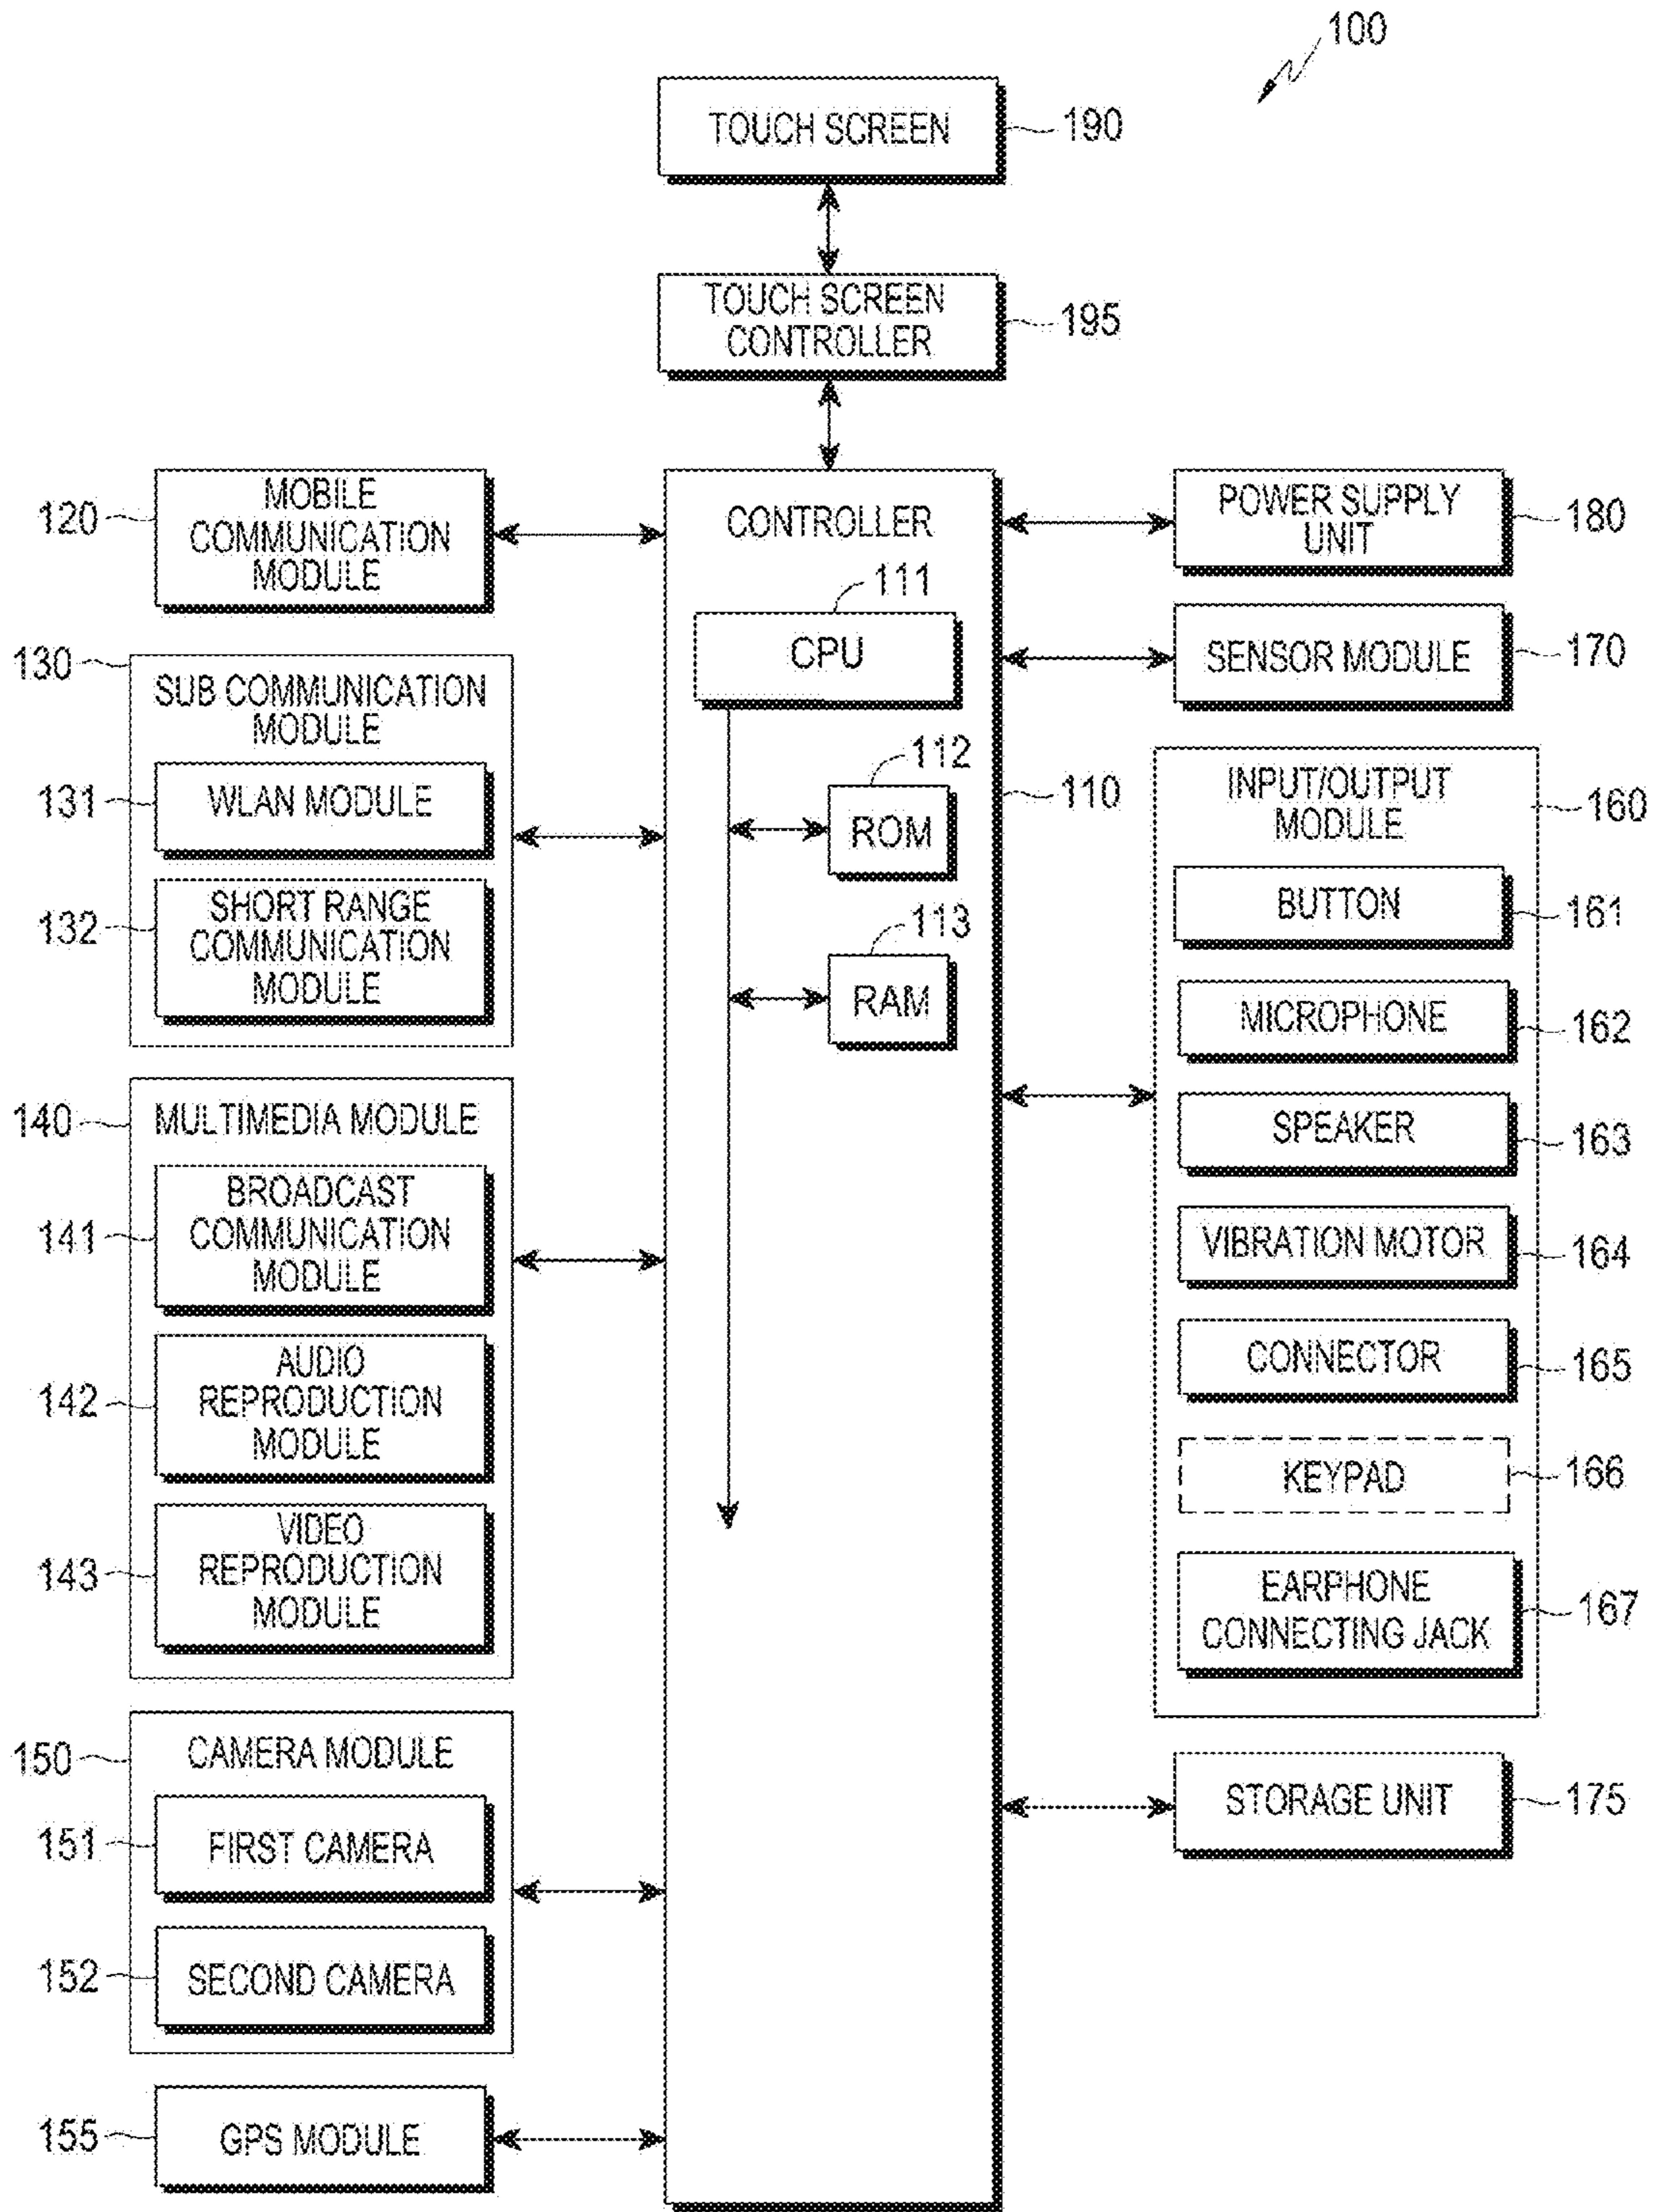 100
TOUCH SCREEN
190
TOUCH SCREEN
CONTROLLER
195
120
MOBILE
COMMUNICATION
MODULE
130
SUB COMMUNICATION
MODULE
131
WLAN MODULE
132
SHORT RANGE
COMMUNICATION
MODULE
140
MULTIMEDIA MODULE
141
BROADCAST
COMMUNICATION
MODULE
142
AUDIO
REPRODUCTION
MODULE
143
VIDEO
REPRODUCTION
MODULE
150
CAMERA MODULE
151
FIRST CAMERA
152
SECOND CAMERA
155
GPS MODULE
CONTROLLER
111
CPU
112
ROM
113
RAM
110
POWER SUPPLY
UNIT
180
SENSOR MODULE
170
INPUT/OUTPUT
MODULE
160
BUTTON
161
MICROPHONE
162
SPEAKER
163
VIBRATION MOTOR
164
CONNECTOR
165
KEYPAD
166
EARPHONE
CONNECTING JACK
167
STORAGE UNIT
175